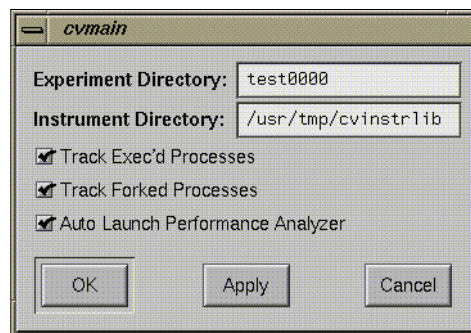 cvmain
Experiment Directory: test0000
Instrument Directory: /usr/tmp/cvinstrlib
Track Exec'd Processes
Track Forked Processes
Auto Launch Performance Analyzer
OK Apply Cancel